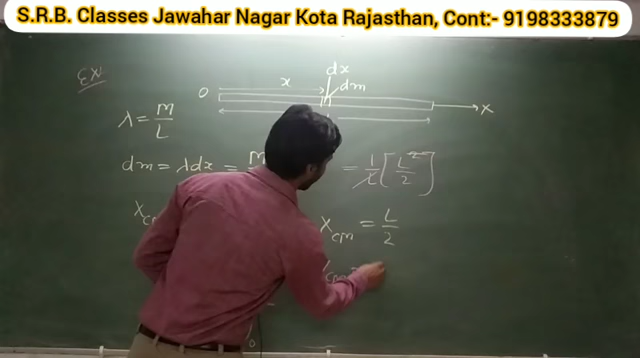 S.R.B. Classes Jawahar Nagar Kota Rajasthan, Cont:- 9198333879
Ex
dx
x
dm
O
X
λ = M/L
dm = λdx = M
= 1/L [L²/2]
X_cm = L/2
0